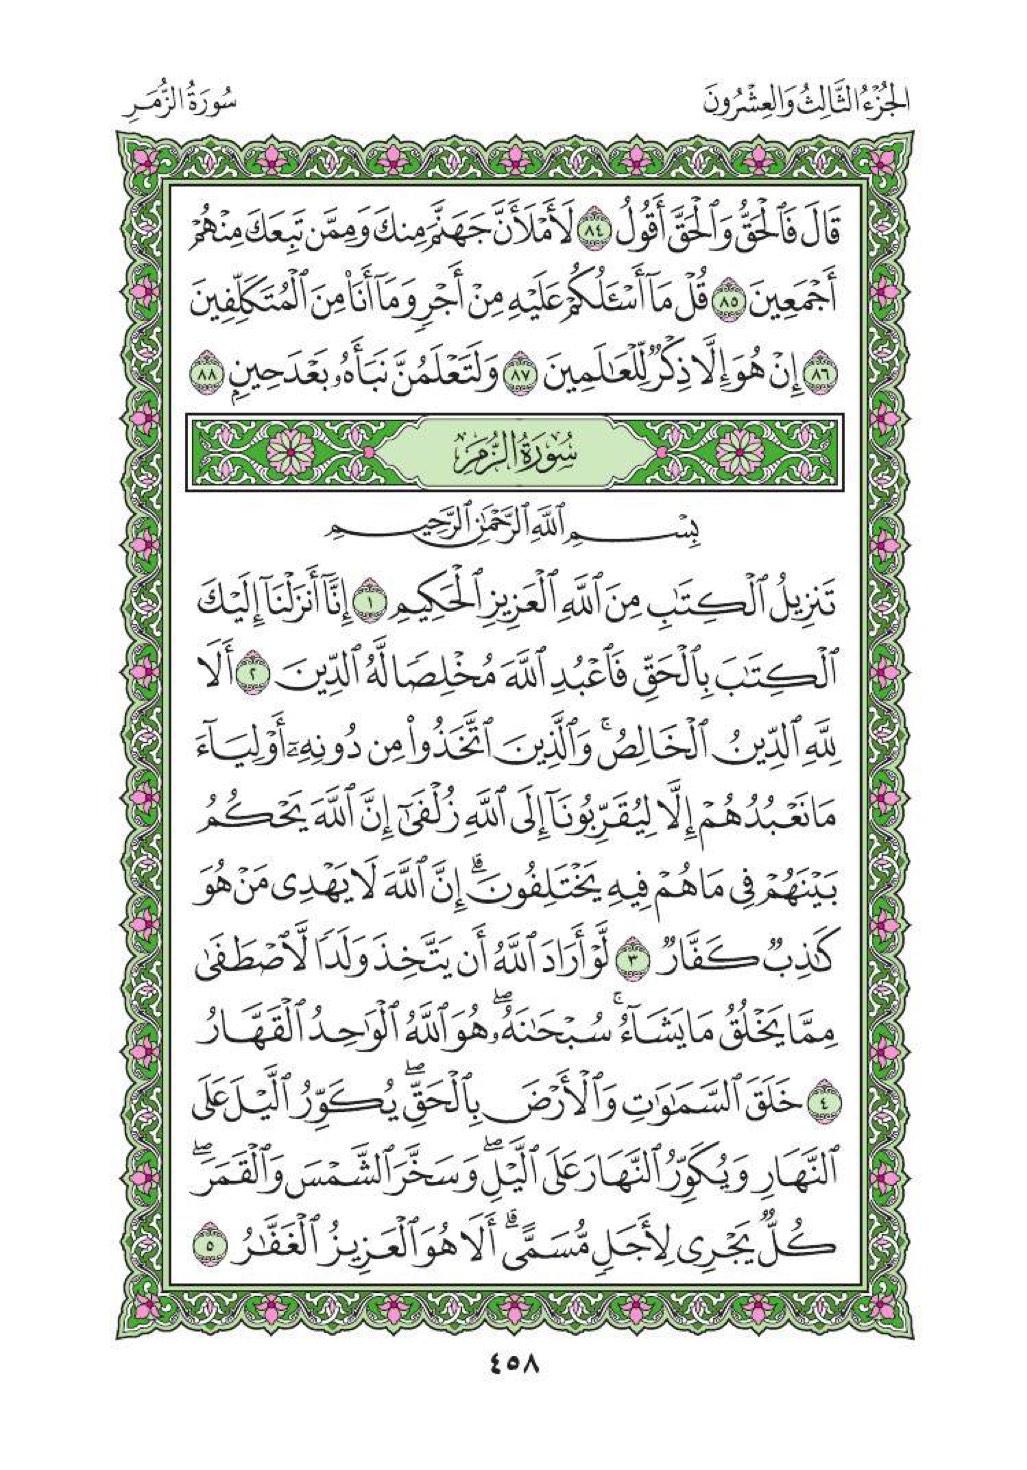 الجُزْءُ الثَّالِثُ وَالعِشْرُونَ
سُورَةُ الزُّمَرِ
قَالَ فَٱلْحَقُّ وَٱلْحَقَّ أَقُولُ ٨٤ لَأَمْلَأَنَّ جَهَنَّمَ مِنكَ وَمِمَّن تَبِعَكَ مِنْهُمْ
أَجْمَعِينَ ٨٥ قُلْ مَآ أَسْـَٔلُكُمْ عَلَيْهِ مِنْ أَجْرٍ وَمَآ أَنَا۠ مِنَ ٱلْمُتَكَلِّفِينَ
٨٦ إِنْ هُوَ إِلَّا ذِكْرٌ لِّلْعَـٰلَمِينَ ٨٧ وَلَتَعْلَمُنَّ نَبَأَهُۥ بَعْدَ حِينٍۭ ٨٨
سُورَةُ الزُّمَرِ
بِسْمِ ٱللَّهِ ٱلرَّحْمَـٰنِ ٱلرَّحِيمِ
تَنزِيلُ ٱلْكِتَـٰبِ مِنَ ٱللَّهِ ٱلْعَزِيزِ ٱلْحَكِيمِ ١ إِنَّآ أَنزَلْنَآ إِلَيْكَ
ٱلْكِتَـٰبَ بِٱلْحَقِّ فَٱعْبُدِ ٱللَّهَ مُخْلِصًا لَّهُ ٱلدِّينَ ٢ أَلَا
لِلَّهِ ٱلدِّينُ ٱلْخَالِصُ ۚ وَٱلَّذِينَ ٱتَّخَذُوا۟ مِن دُونِهِۦٓ أَوْلِيَآءَ
مَا نَعْبُدُهُمْ إِلَّا لِيُقَرِّبُونَآ إِلَى ٱللَّهِ زُلْفَىٰٓ إِنَّ ٱللَّهَ يَحْكُمُ
بَيْنَهُمْ فِى مَا هُمْ فِيهِ يَخْتَلِفُونَ ۗ إِنَّ ٱللَّهَ لَا يَهْدِى مَنْ هُوَ
كَـٰذِبٌ كَفَّارٌ ٣ لَّوْ أَرَادَ ٱللَّهُ أَن يَتَّخِذَ وَلَدًا لَّٱصْطَفَىٰ
مِمَّا يَخْلُقُ مَا يَشَآءُ ۚ سُبْحَـٰنَهُۥ ۖ هُوَ ٱللَّهُ ٱلْوَٰحِدُ ٱلْقَهَّارُ
٤ خَلَقَ ٱلسَّمَـٰوَٰتِ وَٱلْأَرْضَ بِٱلْحَقِّ ۖ يُكَوِّرُ ٱلَّيْلَ عَلَى
ٱلنَّهَارِ وَيُكَوِّرُ ٱلنَّهَارَ عَلَى ٱلَّيْلِ ۖ وَسَخَّرَ ٱلشَّمْسَ وَٱلْقَمَرَ ۖ
كُلٌّ يَجْرِى لِأَجَلٍ مُّسَمًّى ۗ أَلَا هُوَ ٱلْعَزِيزُ ٱلْغَفَّـٰرُ ٥
٤٥٨